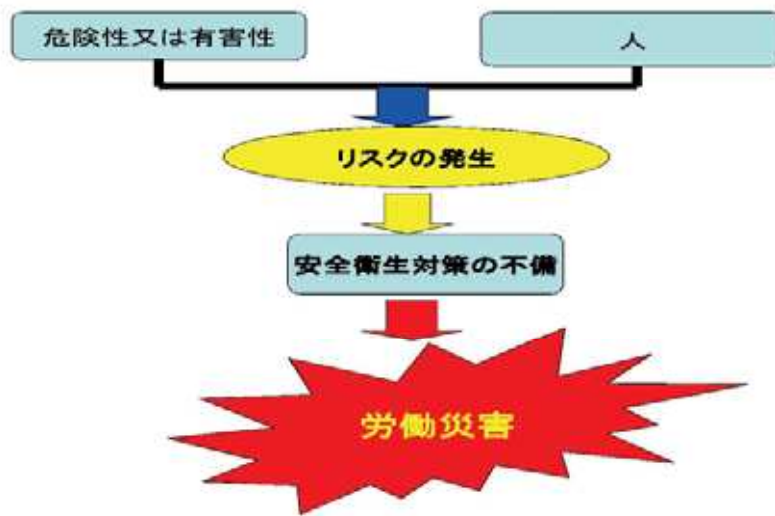 危険性又は有害性
人
リスクの発生
安全衛生対策の不備
労働災害